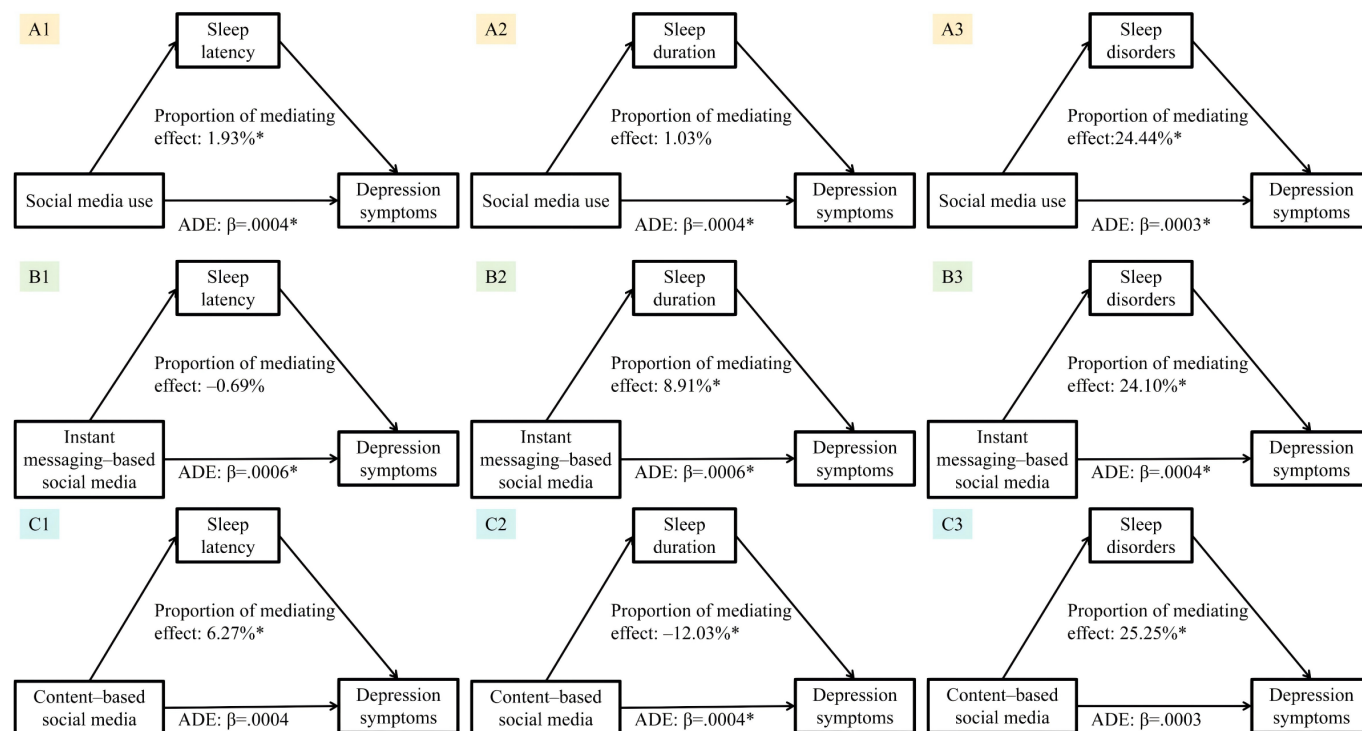 A1
Sleep
latency
Proportion of mediating
effect: 1.93%*
Social media use
Depression
symptoms
ADE: β=.0004*
A2
Sleep
duration
Proportion of mediating
effect: 1.03%
Social media use
Depression
symptoms
ADE: β=.0004*
A3
Sleep
disorders
Proportion of mediating
effect:24.44%*
Social media use
Depression
symptoms
ADE: β=.0003*
B1
Sleep
latency
Proportion of mediating
effect: –0.69%
Instant
messaging–based
social media
Depression
symptoms
ADE: β=.0006*
B2
Sleep
duration
Proportion of mediating
effect: 8.91%*
Instant
messaging–based
social media
Depression
symptoms
ADE: β=.0006*
B3
Sleep
disorders
Proportion of mediating
effect: 24.10%*
Instant
messaging–based
social media
Depression
symptoms
ADE: β=.0004*
C1
Sleep
latency
Proportion of mediating
effect: 6.27%*
Content–based
social media
Depression
symptoms
ADE: β=.0004
C2
Sleep
duration
Proportion of mediating
effect: –12.03%*
Content–based
social media
Depression
symptoms
ADE: β=.0004*
C3
Sleep
disorders
Proportion of mediating
effect: 25.25%*
Content–based
social media
Depression
symptoms
ADE: β=.0003